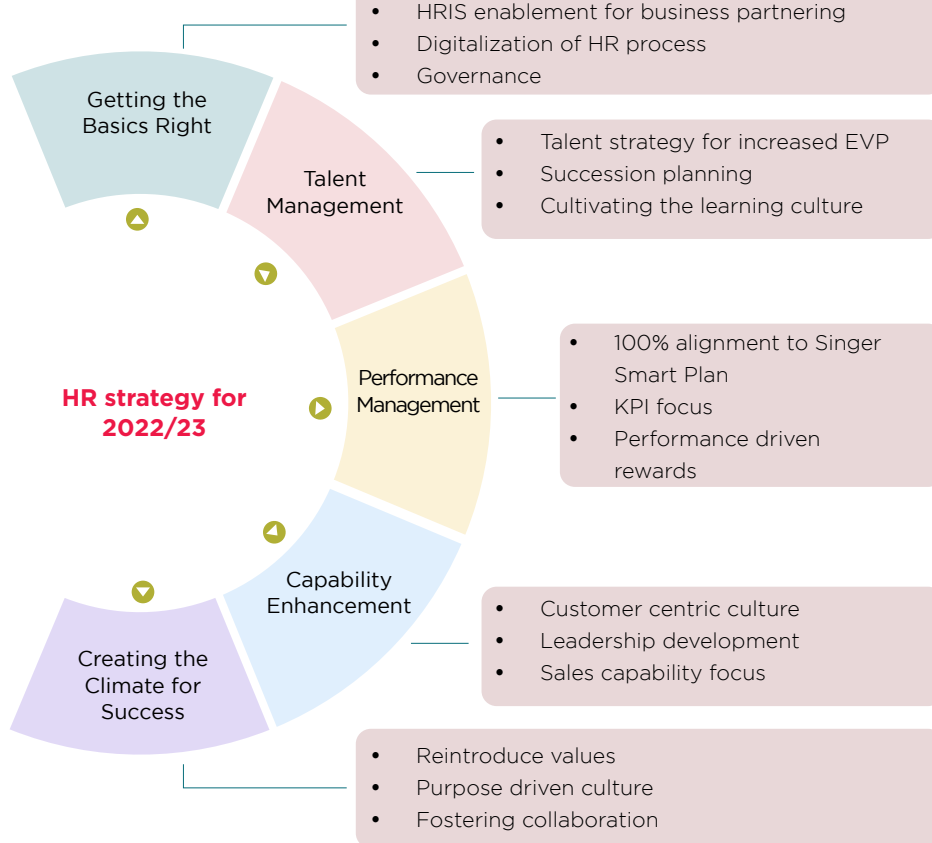 • HRIS enablement for business partnering
• Digitalization of HR process
• Governance
Getting the
Basics Right
• Talent strategy for increased EVP
• Succession planning
• Cultivating the learning culture
Talent
Management
• 100% alignment to Singer
Smart Plan
• KPI focus
• Performance driven
rewards
Performance
Management
HR strategy for
2022/23
Capability
Enhancement
• Customer centric culture
• Leadership development
• Sales capability focus
Creating the
Climate for
Success
• Reintroduce values
• Purpose driven culture
• Fostering collaboration